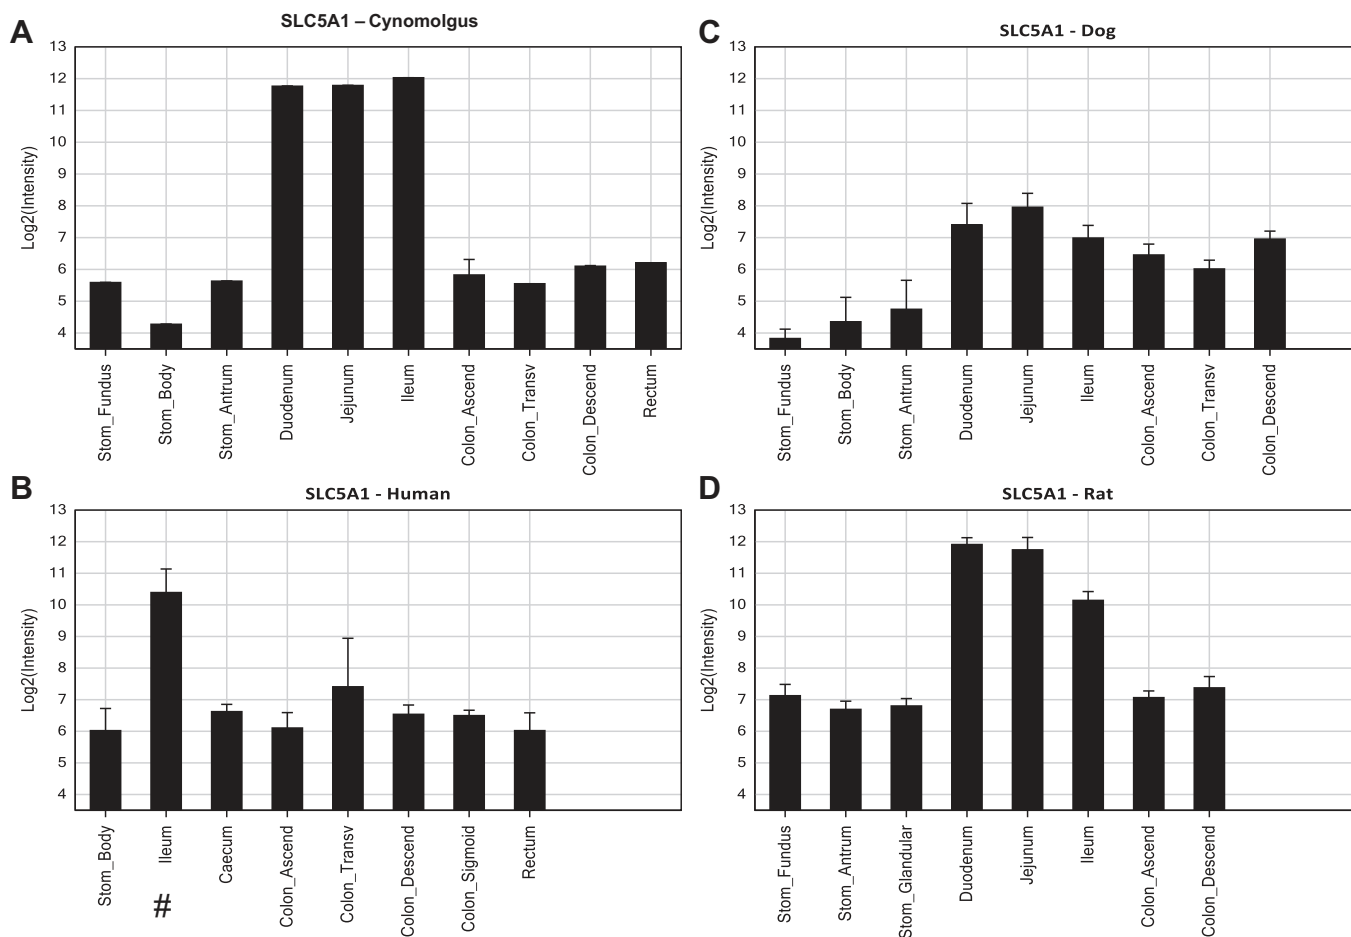 A
SLC5A1 – Cynomolgus
Log2(Intensity)
13
12
11
10
9
8
7
6
5
4
Stom_Fundus
Stom_Body
Stom_Antrum
Duodenum
Jejunum
Ileum
Colon_Ascend
Colon_Transv
Colon_Descend
Rectum
C
SLC5A1 - Dog
Log2(Intensity)
13
12
11
10
9
8
7
6
5
4
Stom_Fundus
Stom_Body
Stom_Antrum
Duodenum
Jejunum
Ileum
Colon_Ascend
Colon_Transv
Colon_Descend
B
SLC5A1 - Human
Log2(Intensity)
13
12
11
10
9
8
7
6
5
4
Stom_Body
Ileum
Caecum
Colon_Ascend
Colon_Transv
Colon_Descend
Colon_Sigmoid
Rectum
#
D
SLC5A1 - Rat
Log2(Intensity)
13
12
11
10
9
8
7
6
5
4
Stom_Fundus
Stom_Antrum
Stom_Glandular
Duodenum
Jejunum
Ileum
Colon_Ascend
Colon_Descend